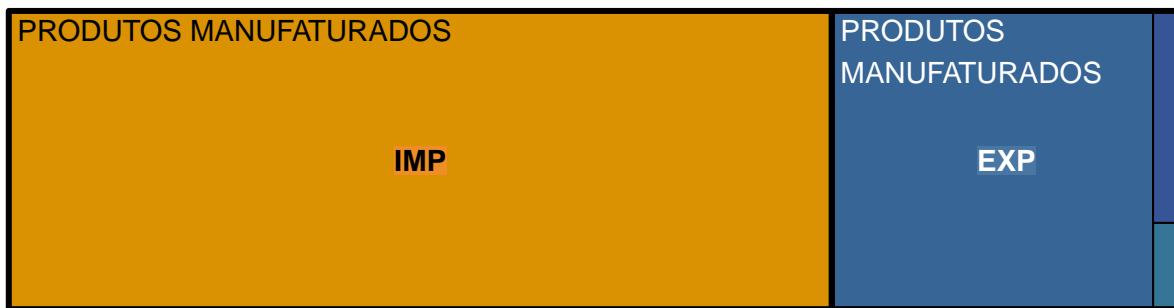 PRODUTOS MANUFATURADOS
IMP
PRODUTOS
MANUFATURADOS
EXP